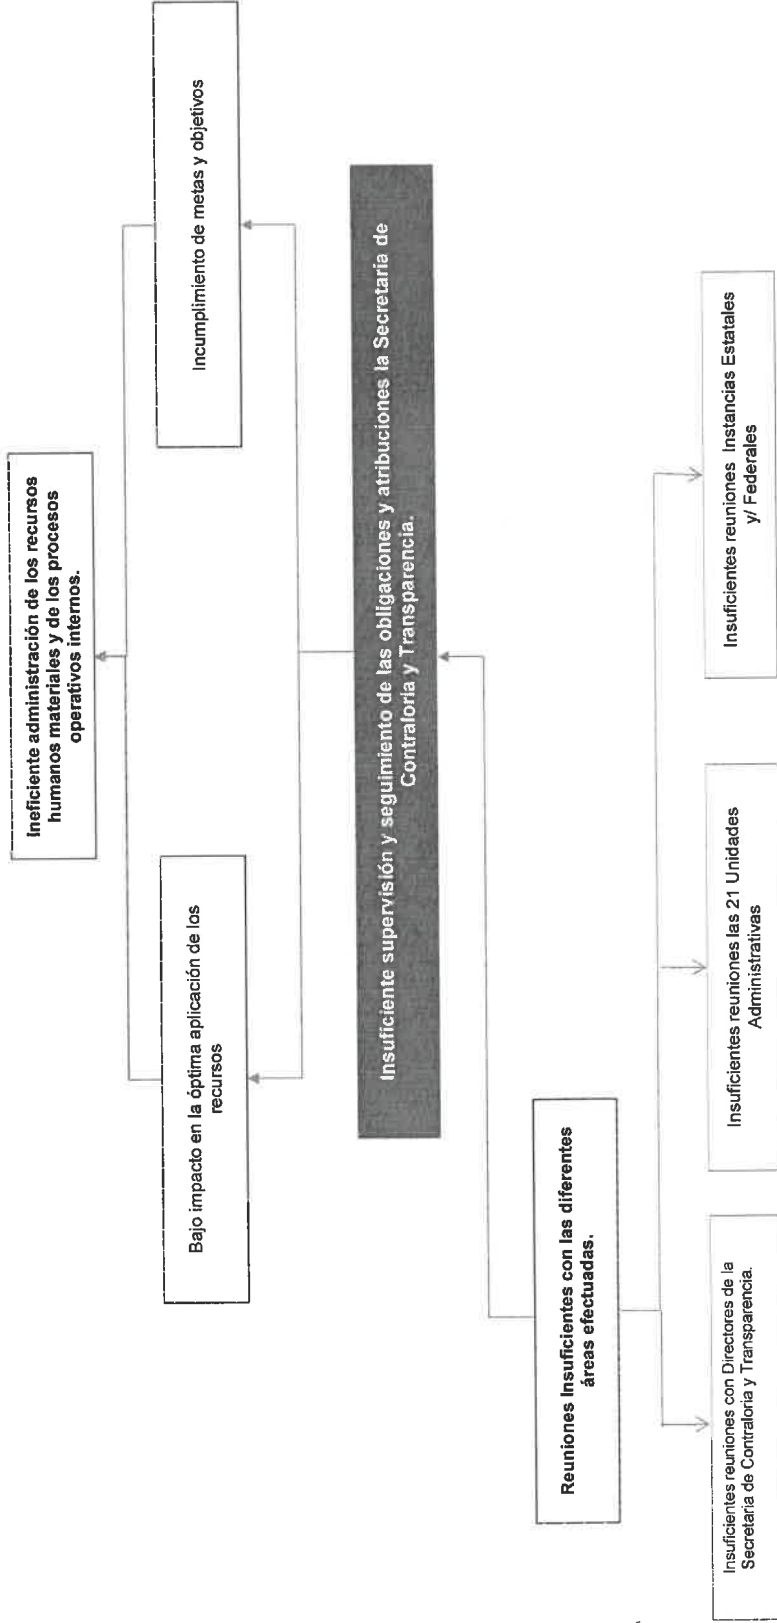 Ineficiente administración de los recursos
humanos materiales y de los procesos
operativos internos.
Bajo impacto en la óptima aplicación de los
recursos
Incumplimiento de metas y objetivos
Insuficiente supervisión y seguimiento de las obligaciones y atribuciones la Secretaria de
Contraloría y Transparencia.
Reuniones Insuficientes con las diferentes
áreas efectuadas.
Insuficientes reuniones con Directores de la
Secretaria de Contraloria y Transparencia.
Insuficientes reuniones las 21 Unidades
Administrativas
Insuficientes reuniones Instancias Estatales
y/ Federales